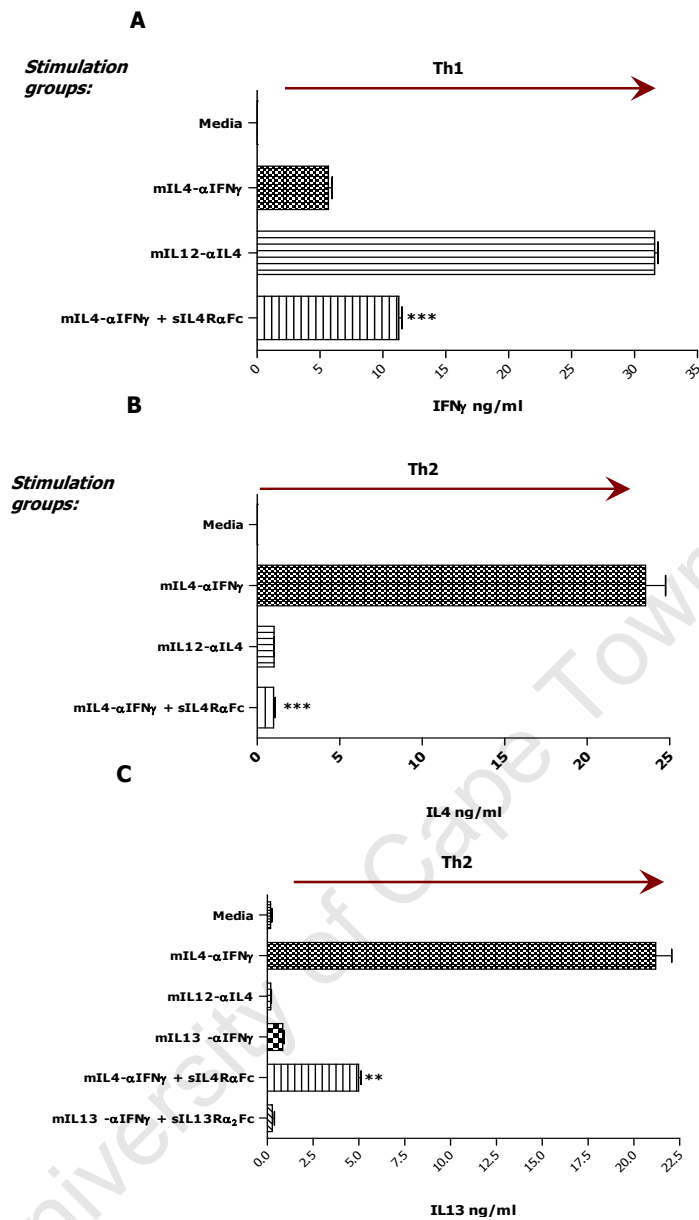 A
Stimulation
groups:
Th1
Media
mIL4-αIFNγ
mIL12-αIL4
mIL4-αIFNγ + sIL4RαFc
***
0 5 10 15 20 25 30 35
IFNγ ng/ml
B
Stimulation
groups:
Th2
Media
mIL4-αIFNγ
mIL12-αIL4
mIL4-αIFNγ + sIL4RαFc
***
0 5 10 15 20 25
IL4 ng/ml
C
Th2
Media
mIL4-αIFNγ
mIL12-αIL4
mIL13 -αIFNγ
mIL4-αIFNγ + sIL4RαFc
**
mIL13 -αIFNγ + sIL13Rα₂Fc
0.0 2.5 5.0 7.5 10.0 12.5 15.0 17.5 20.0 22.5
IL13 ng/ml
University of Cape Town